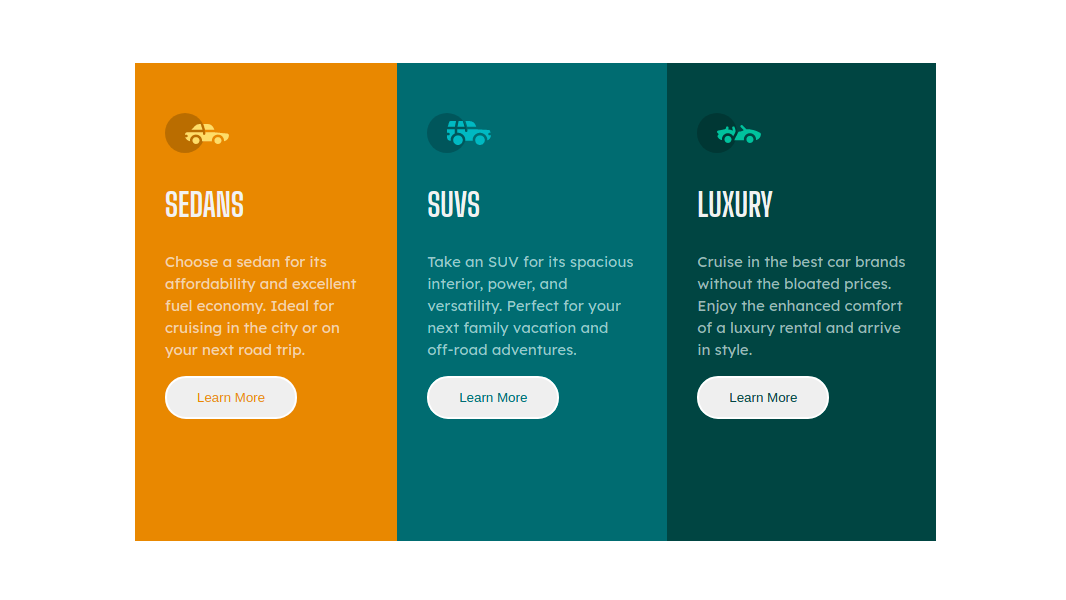 SEDANS
Choose a sedan for its
affordability and excellent
fuel economy. Ideal for
cruising in the city or on
your next road trip.
Learn More
SUVS
Take an SUV for its spacious
interior, power, and
versatility. Perfect for your
next family vacation and
off-road adventures.
Learn More
LUXURY
Cruise in the best car brands
without the bloated prices.
Enjoy the enhanced comfort
of a luxury rental and arrive
in style.
Learn More